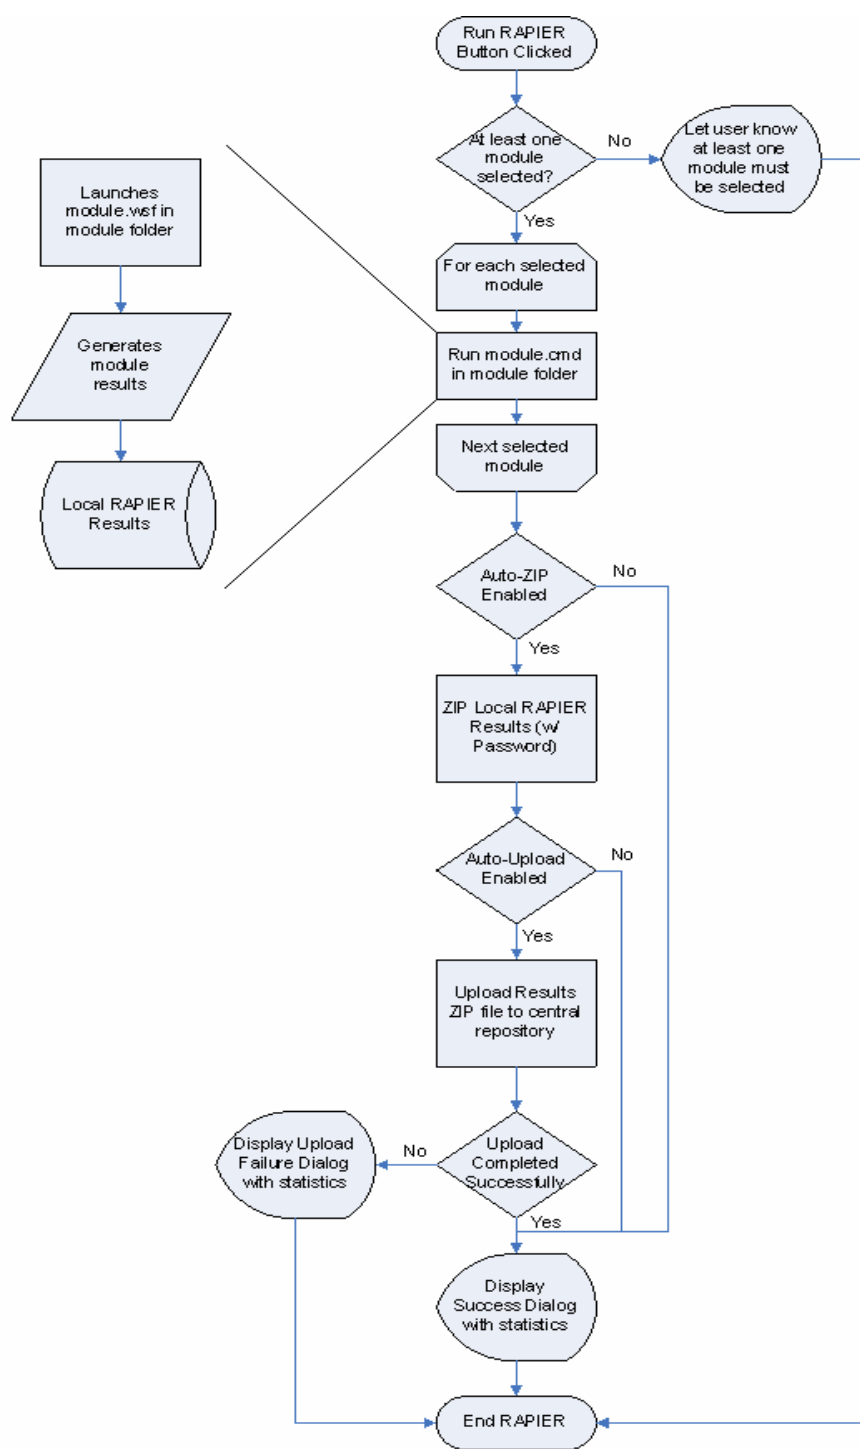 Run RAPIER
Button Clicked
At least one
module
selected?
No
Let user know
at least one
module must
be selected
Yes
Launches
module.wsf in
module folder
For each selected
module
Generates
module
results
Run module.cmd
in module folder
Next selected
module
Local RAPIER
Results
Auto-ZIP
Enabled
No
Yes
ZIP Local RAPIER
Results (w/
Password)
Auto-Upload
Enabled
No
Yes
Upload Results
ZIP file to central
repository
Upload
Completed
Successfully
No
Display Upload
Failure Dialog
with statistics
Yes
Display
Success Dialog
with statistics
End RAPIER